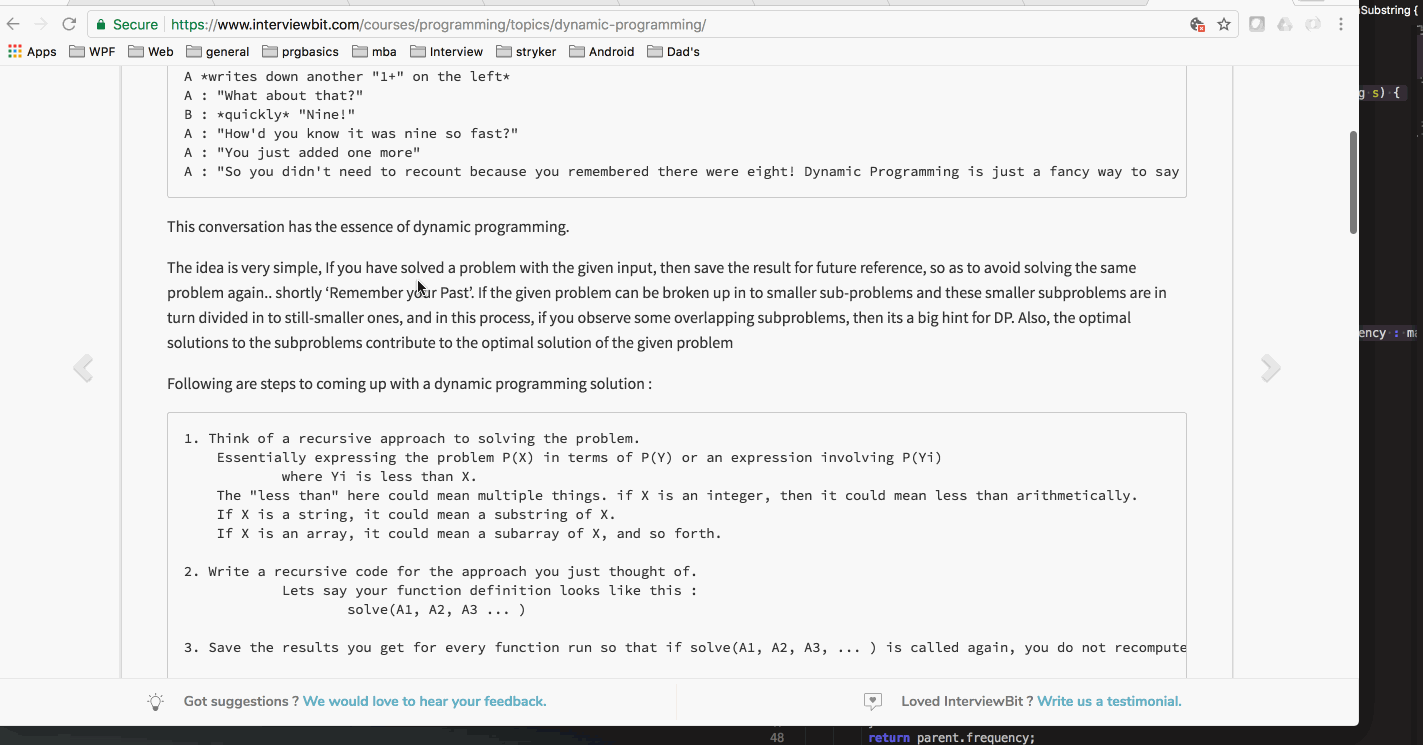 Secure https://www.interviewbit.com/courses/programming/topics/dynamic-programming/
Substring {
Apps WPF Web general prgbasics mba Interview stryker Android Dad's
A *writes down another "1+" on the left*
A : "What about that?"
g s) {
B : *quickly* "Nine!"
A : "How'd you know it was nine so fast?"
A : "You just added one more"
A : "So you didn't need to recount because you remembered there were eight! Dynamic Programming is just a fancy way to say
This conversation has the essence of dynamic programming.
The idea is very simple, If you have solved a problem with the given input, then save the result for future reference, so as to avoid solving the same
problem again.. shortly ‘Remember your Past’. If the given problem can be broken up in to smaller sub-problems and these smaller subproblems are in
turn divided in to still-smaller ones, and in this process, if you observe some overlapping subproblems, then its a big hint for DP. Also, the optimal
solutions to the subproblems contribute to the optimal solution of the given problem
ency : ma
Following are steps to coming up with a dynamic programming solution :
1. Think of a recursive approach to solving the problem.
Essentially expressing the problem P(X) in terms of P(Y) or an expression involving P(Yi)
where Yi is less than X.
The "less than" here could mean multiple things. if X is an integer, then it could mean less than arithmetically.
If X is a string, it could mean a substring of X.
If X is an array, it could mean a subarray of X, and so forth.
2. Write a recursive code for the approach you just thought of.
Lets say your function definition looks like this :
solve(A1, A2, A3 ... )
3. Save the results you get for every function run so that if solve(A1, A2, A3, ... ) is called again, you do not recompute
Got suggestions ? We would love to hear your feedback.
Loved InterviewBit ? Write us a testimonial.
48 return parent.frequency;